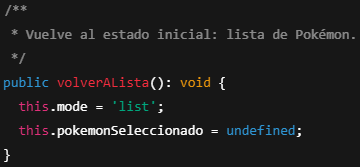 /**
 * Vuelve al estado inicial: lista de Pokémon.
 */
public volverALista(): void {
  this.mode = 'list';
  this.pokemonSeleccionado = undefined;
}